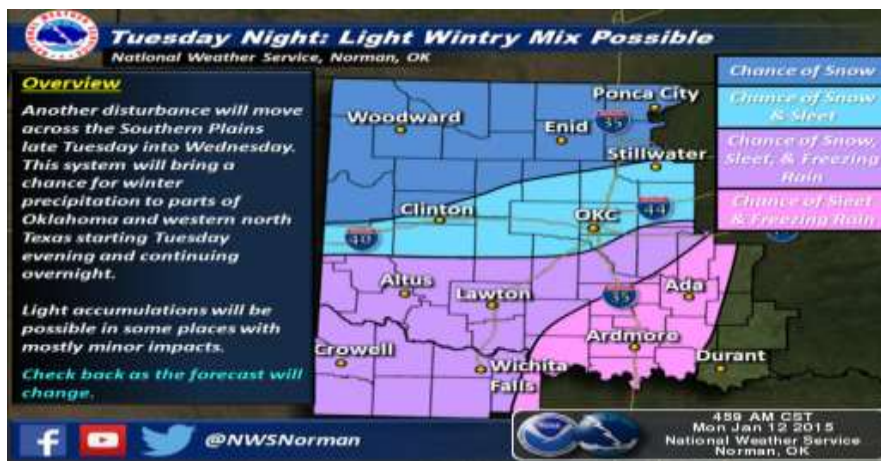 Tuesday Night: Light Wintry Mix Possible
National Weather Service, Norman, OK
Overview
Another disturbance will move
across the Southern Plains
late Tuesday into Wednesday.
This system will bring a
chance for winter
precipitation to parts of
Oklahoma and western north
Texas starting Tuesday
evening and continuing
overnight.
Light accumulations will be
possible in some places with
mostly minor impacts.
Check back as the forecast will
change.
Chance of Snow
Chance of Snow
& Sleet
Chance of Snow,
Sleet, & Freezing
Rain
Chance of Sleet
& Freezing Rain
Ponca City
Woodward
Enid
35
Stillwater
Clinton
OKC
44
40
Altus
Lawton
35
Ada
Ardmore
Crowell
Wichita
Falls
Durant
@NWSNorman
459 AM CST
Mon Jan 12 2015
National Weather Service
Norman, OK